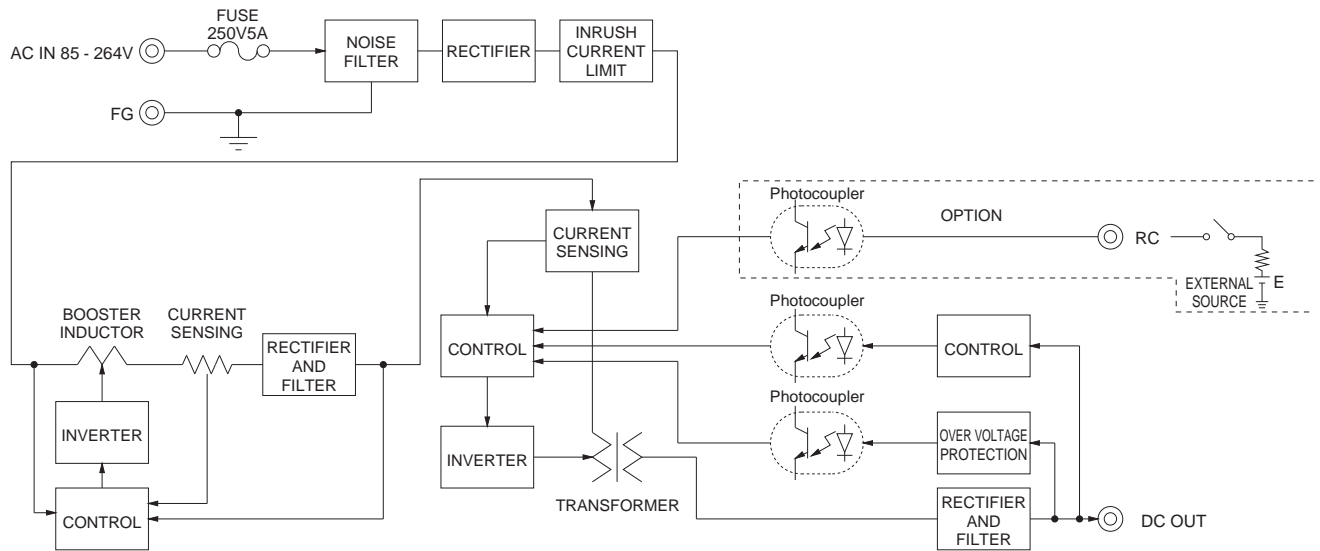 FUSE
250V5A
AC IN 85 - 264V
NOISE
FILTER
RECTIFIER
INRUSH
CURRENT
LIMIT
FG
Photocoupler
OPTION
RC
EXTERNAL
SOURCE
E
CURRENT
SENSING
BOOSTER
INDUCTOR
CURRENT
SENSING
RECTIFIER
AND
FILTER
CONTROL
Photocoupler
CONTROL
Photocoupler
INVERTER
INVERTER
OVER VOLTAGE
PROTECTION
TRANSFORMER
CONTROL
RECTIFIER
AND
FILTER
DC OUT